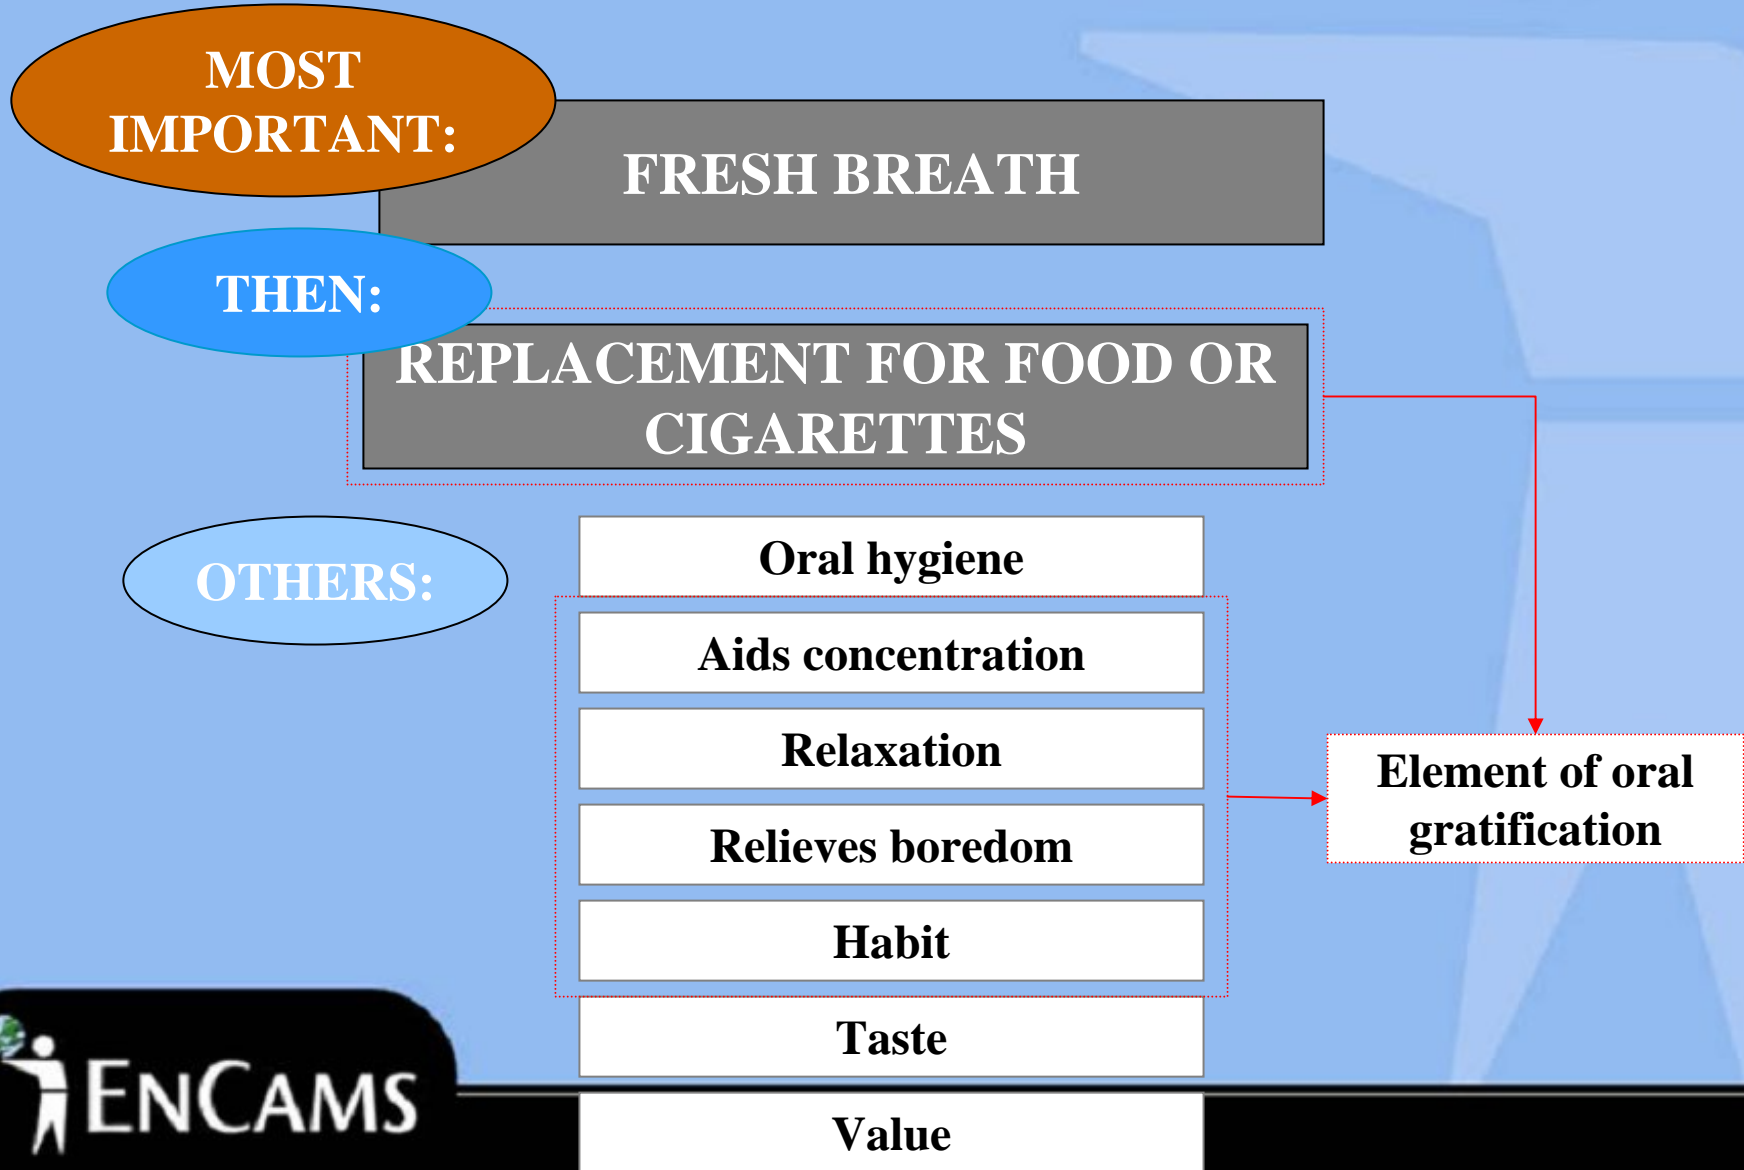 MOST
IMPORTANT:
FRESH BREATH
THEN:
REPLACEMENT FOR FOOD OR
CIGARETTES
OTHERS:
Oral hygiene
Aids concentration
Relaxation
Relieves boredom
Habit
Taste
Value
Element of oral
gratification
ENCAMS